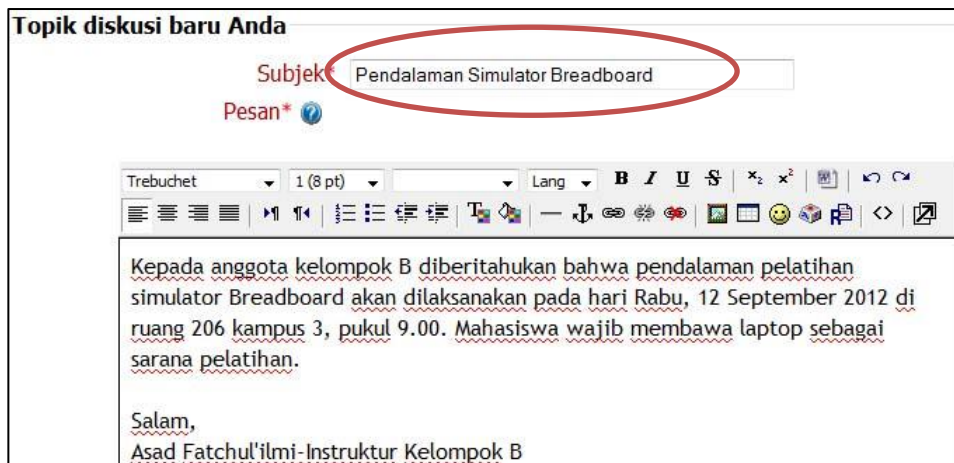 Topik diskusi baru Anda
Subjek* Pendalaman Simulator Breadboard
Pesan*
Trebuchet 1 (8 pt) Lang B I U S x₂ x²
Kepada anggota kelompok B diberitahukan bahwa pendalaman pelatihan
simulator Breadboard akan dilaksanakan pada hari Rabu, 12 September 2012 di
ruang 206 kampus 3, pukul 9.00. Mahasiswa wajib membawa laptop sebagai
sarana pelatihan.
Salam,
Asad Fatchul'ilmi-Instruktur Kelompok B